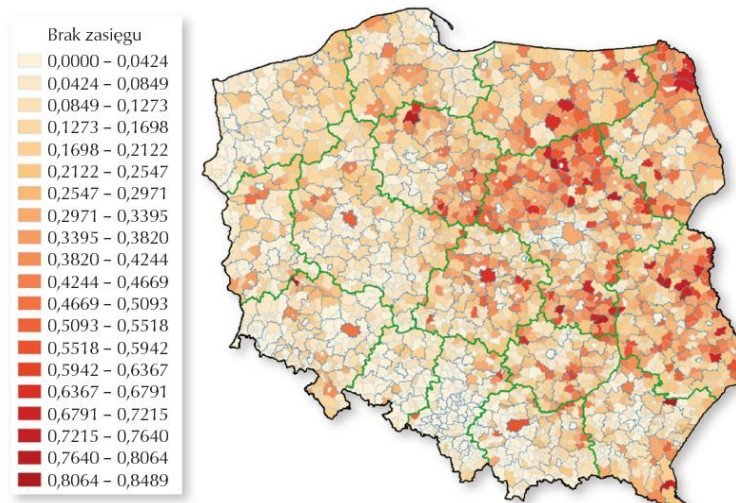 Brak zasięgu
0,0000 – 0,0424
0,0424 – 0,0849
0,0849 – 0,1273
0,1273 – 0,1698
0,1698 – 0,2122
0,2122 – 0,2547
0,2547 – 0,2971
0,2971 – 0,3395
0,3395 – 0,3820
0,3820 – 0,4244
0,4244 – 0,4669
0,4669 – 0,5093
0,5093 – 0,5518
0,5518 – 0,5942
0,5942 – 0,6367
0,6367 – 0,6791
0,6791 – 0,7215
0,7215 – 0,7640
0,7640 – 0,8064
0,8064 – 0,8489